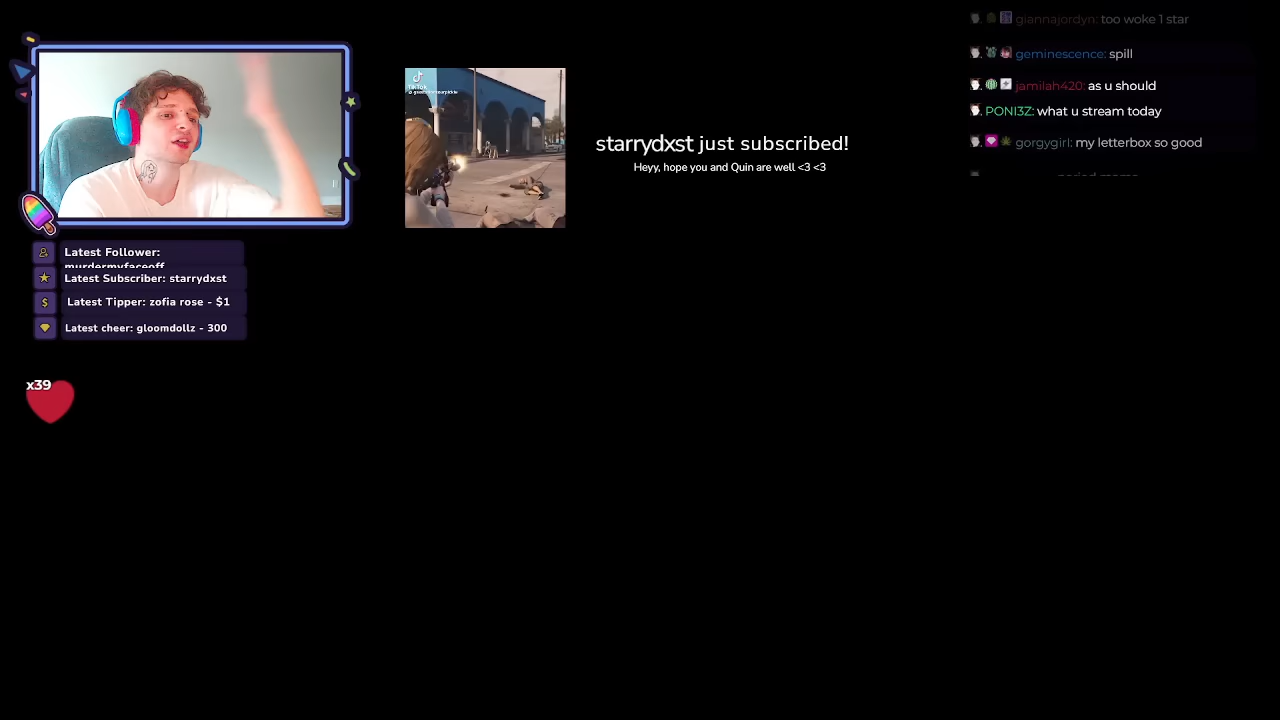 giannajordyn: too woke 1 star
geminescence: spill
jamilah420: as u should
PONI3Z: what u stream today
gorgygirl: my letterbox so good
TikTok
starrydxst just subscribed!
Heyy, hope you and Quin are well <3 <3
Latest Follower:
murdermyfaceoff
Latest Subscriber: starrydxst
Latest Tipper: zofia rose - $1
Latest cheer: gloomdollz - 300
x39